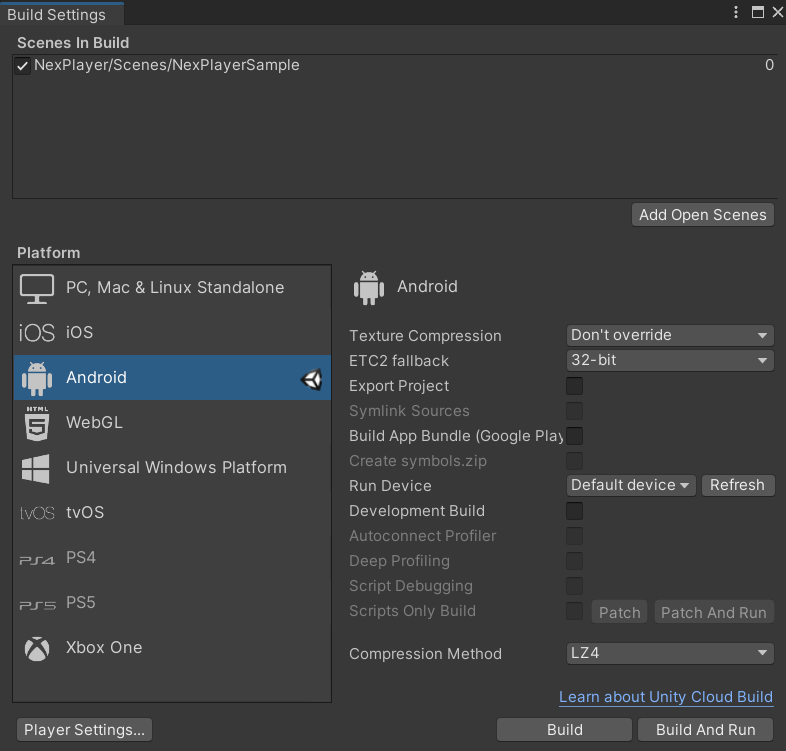 Build Settings
Scenes In Build
NexPlayer/Scenes/NexPlayerSample 0
Add Open Scenes
Platform
PC, Mac & Linux Standalone
iOS iOS
Android
HTML
5 WebGL
Universal Windows Platform
tvOS tvOS
PS4 PS4
PS5 PS5
Xbox One
Android
Texture Compression Don't override
ETC2 fallback 32-bit
Export Project
Symlink Sources
Build App Bundle (Google Play
Create symbols.zip
Run Device Default device Refresh
Development Build
Autoconnect Profiler
Deep Profiling
Script Debugging
Scripts Only Build Patch Patch And Run
Compression Method LZ4
Learn about Unity Cloud Build
Player Settings... Build Build And Run